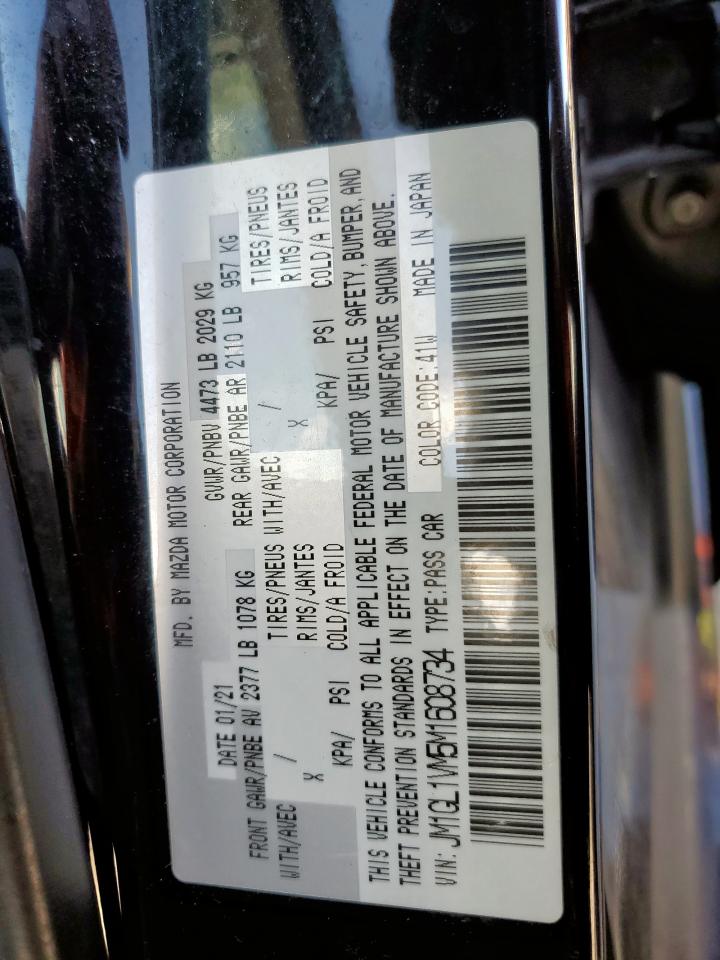 MFD. BY MAZDA MOTOR CORPORATION
DATE 01/21 GVWR/PNBV 4473 LB 2029 KG
FRONT GAWR/PNBE AV 2377 LB 1078 KG REAR GAWR/PNBE AR 2110 LB 957 KG
WITH/AVEC / TIRES/PNEUS WITH/AVEC / TIRES/PNEUS
X RIMS/JANTES X RIMS/JANTES
KPA/ PSI COLD/A FROID KPA/ PSI COLD/A FROID
THIS VEHICLE CONFORMS TO ALL APPLICABLE FEDERAL MOTOR VEHICLE SAFETY, BUMPER, AND
THEFT PREVENTION STANDARDS IN EFFECT ON THE DATE OF MANUFACTURE SHOWN ABOVE.
COLOR CODE:41W MADE IN JAPAN
VIN: JM1GL1VM5M1608734 TYPE:PASS CAR